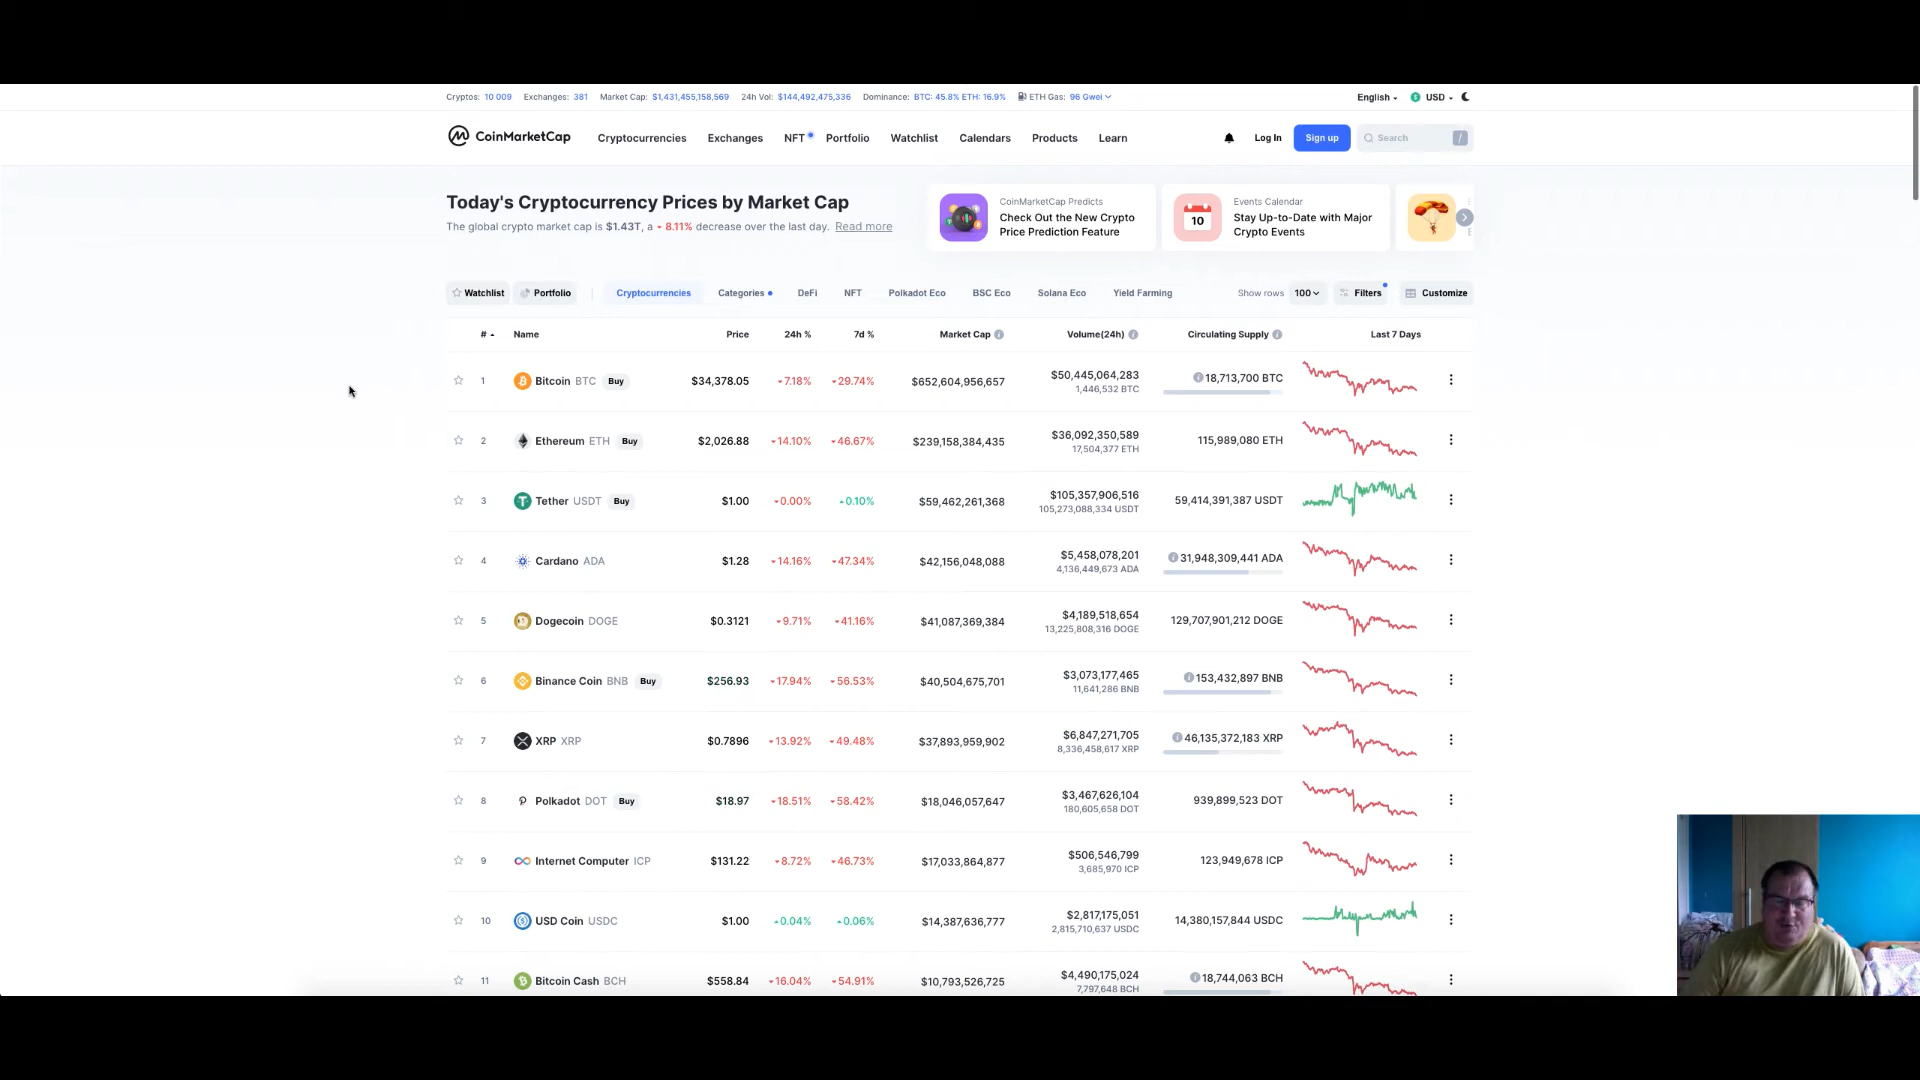 Cryptos: 10 009 Exchanges: 381 Market Cap: $1,431,455,158,569 24h Vol: $144,492,475,336 Dominance: BTC: 45.8% ETH: 16.9% ETH Gas: 96 Gwei English USD
CoinMarketCap Cryptocurrencies Exchanges NFT Portfolio Watchlist Calendars Products Learn Log In Sign up Search /
Today's Cryptocurrency Prices by Market Cap
The global crypto market cap is $1.43T, a 8.11% decrease over the last day. Read more
CoinMarketCap Predicts
Check Out the New Crypto
Price Prediction Feature
10
Events Calendar
Stay Up-to-Date with Major
Crypto Events
Watchlist Portfolio Cryptocurrencies Categories DeFi NFT Polkadot Eco BSC Eco Solana Eco Yield Farming Show rows 100 Filters Customize
# Name Price 24h % 7d % Market Cap Volume(24h) Circulating Supply Last 7 Days
1 Bitcoin BTC Buy $34,378.05 7.18% 29.74% $652,604,956,657 $50,445,064,283 18,713,700 BTC
1,446,532 BTC
2 Ethereum ETH Buy $2,026.88 14.10% 46.67% $239,158,384,435 $36,092,350,589 115,989,080 ETH
17,504,377 ETH
3 Tether USDT Buy $1.00 0.00% 0.10% $59,462,261,368 $105,357,906,516 59,414,391,387 USDT
105,273,088,334 USDT
4 Cardano ADA $1.28 14.16% 47.34% $42,156,048,088 $5,458,078,201 31,948,309,441 ADA
4,136,449,673 ADA
5 Dogecoin DOGE $0.3121 9.71% 41.16% $41,087,369,384 $4,189,518,654 129,707,901,212 DOGE
13,225,808,316 DOGE
6 Binance Coin BNB Buy $256.93 17.94% 56.53% $40,504,675,701 $3,073,177,465 153,432,897 BNB
11,641,286 BNB
7 XRP XRP $0.7896 13.92% 49.48% $37,893,959,902 $6,847,271,705 46,135,372,183 XRP
8,336,458,617 XRP
8 Polkadot DOT Buy $18.97 18.51% 58.42% $18,046,057,647 $3,467,626,104 939,899,523 DOT
180,605,658 DOT
9 Internet Computer ICP $131.22 8.72% 46.73% $17,033,864,877 $506,546,799 123,949,678 ICP
3,685,970 ICP
10 USD Coin USDC $1.00 0.04% 0.06% $14,387,636,777 $2,817,175,051 14,380,157,844 USDC
2,815,710,637 USDC
11 Bitcoin Cash BCH $558.84 16.04% 54.91% $10,793,526,725 $4,490,175,024 18,744,063 BCH
7,797,648 BCH